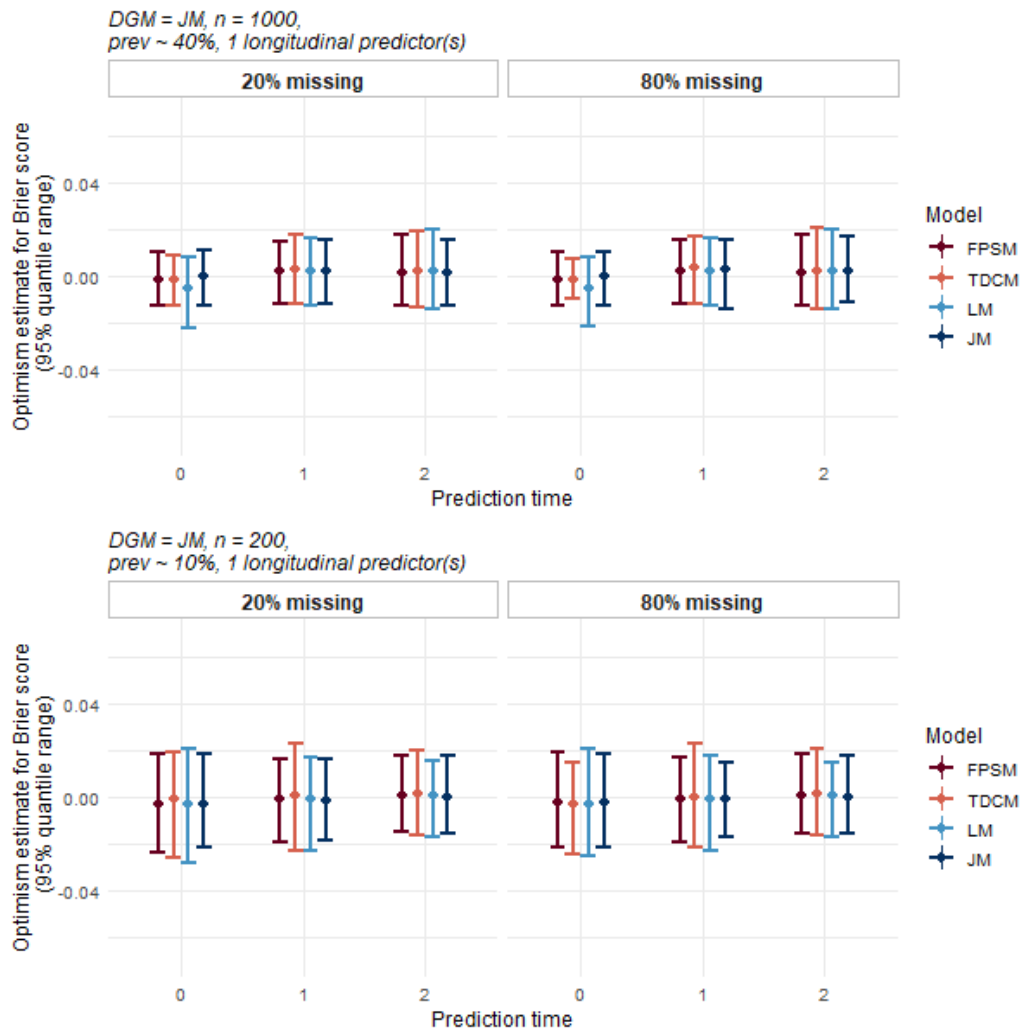 DGM = JM, n = 1000,
prev ~ 40%, 1 longitudinal predictor(s)
20% missing
80% missing
Optimism estimate for Brier score
(95% quantile range)
0.04
0.00
-0.04
0
1
2
0
1
2
Prediction time
Model
FPSM
TDCM
LM
JM
DGM = JM, n = 200,
prev ~ 10%, 1 longitudinal predictor(s)
20% missing
80% missing
Optimism estimate for Brier score
(95% quantile range)
0.04
0.00
-0.04
0
1
2
0
1
2
Prediction time
Model
FPSM
TDCM
LM
JM